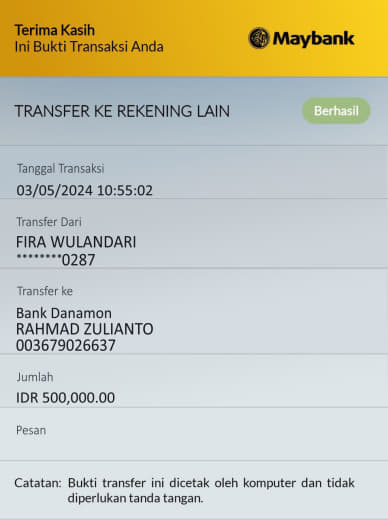 Terima Kasih
Ini Bukti Transaksi Anda
Maybank
TRANSFER KE REKENING LAIN
Berhasil
Tanggal Transaksi
03/05/2024 10:55:02
Transfer Dari
FIRA WULANDARI
********0287
Transfer ke
Bank Danamon
RAHMAD ZULIANTO
003679026637
Jumlah
IDR 500,000.00
Pesan
Catatan: Bukti transfer ini dicetak oleh komputer dan tidak
diperlukan tanda tangan.